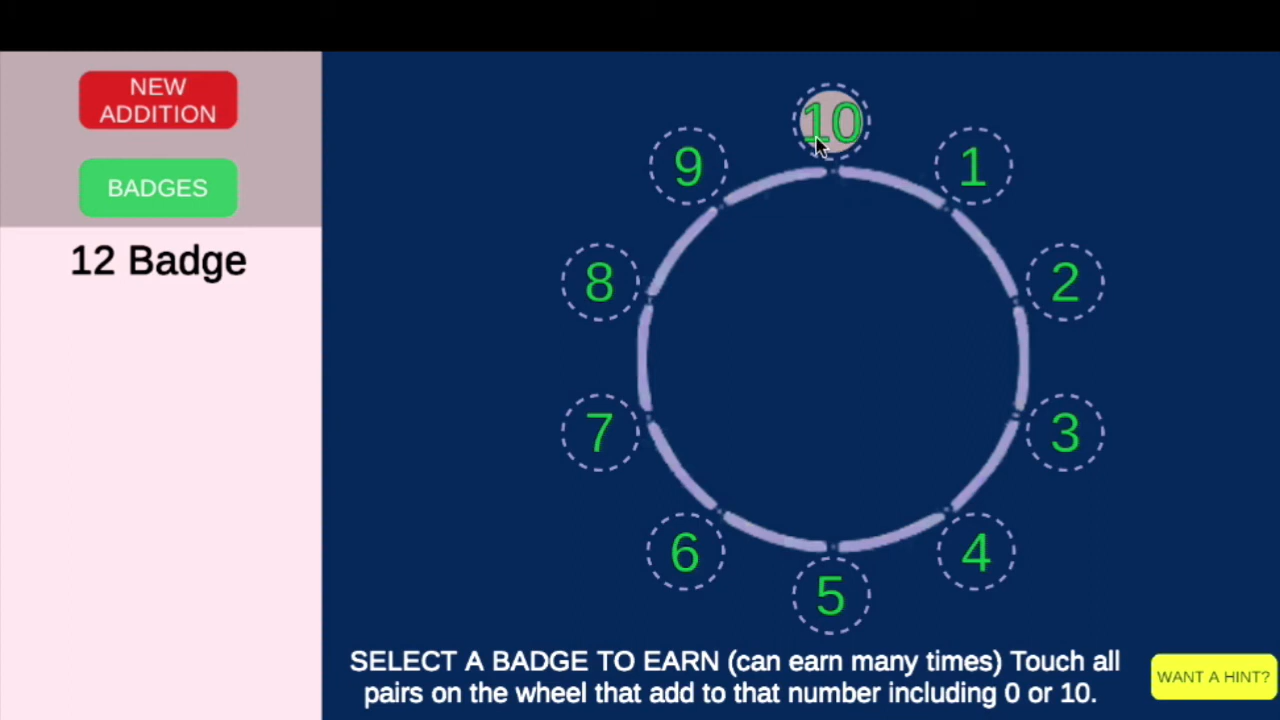 NEW
ADDITION
BADGES
12 Badge
10
9
1
8
2
7
3
6
4
5
SELECT A BADGE TO EARN (can earn many times) Touch all
pairs on the wheel that add to that number including 0 or 10.
WANT A HINT?